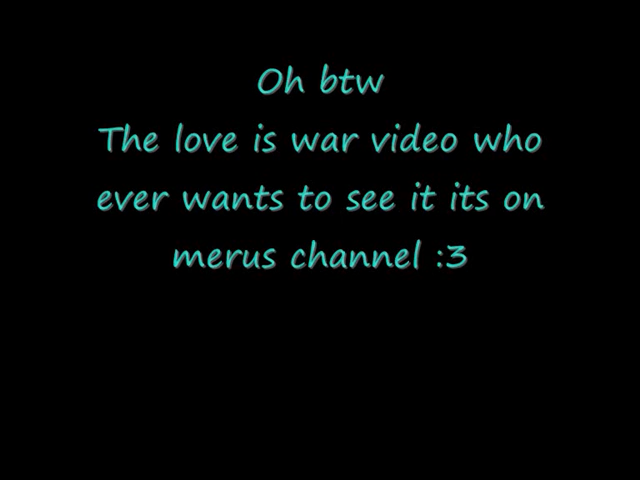 Oh btw
The love is war video who
ever wants to see it its on
merus channel :3